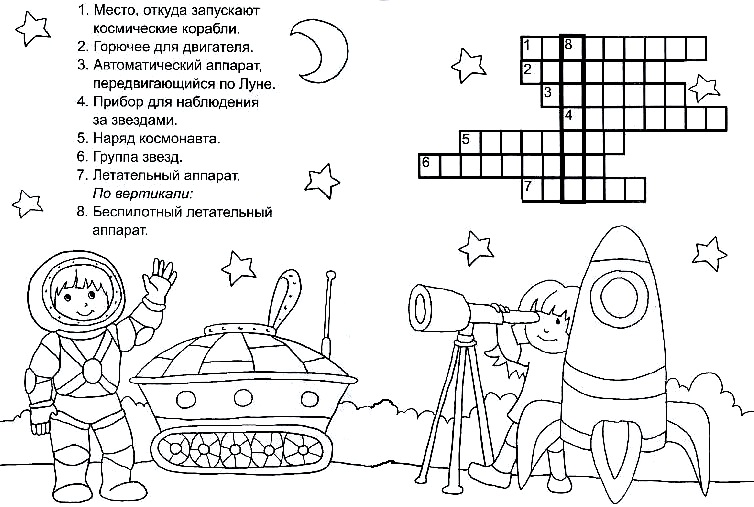 1. Место, откуда запускают
космические корабли.
2. Горючее для двигателя.
3. Автоматический аппарат,
передвигающийся по Луне.
4. Прибор для наблюдения
за звездами.
5. Наряд космонавта.
6. Группа звезд.
7. Летательный аппарат.
По вертикали:
8. Беспилотный летательный
аппарат.
1 8
2
3
4
5
6
7